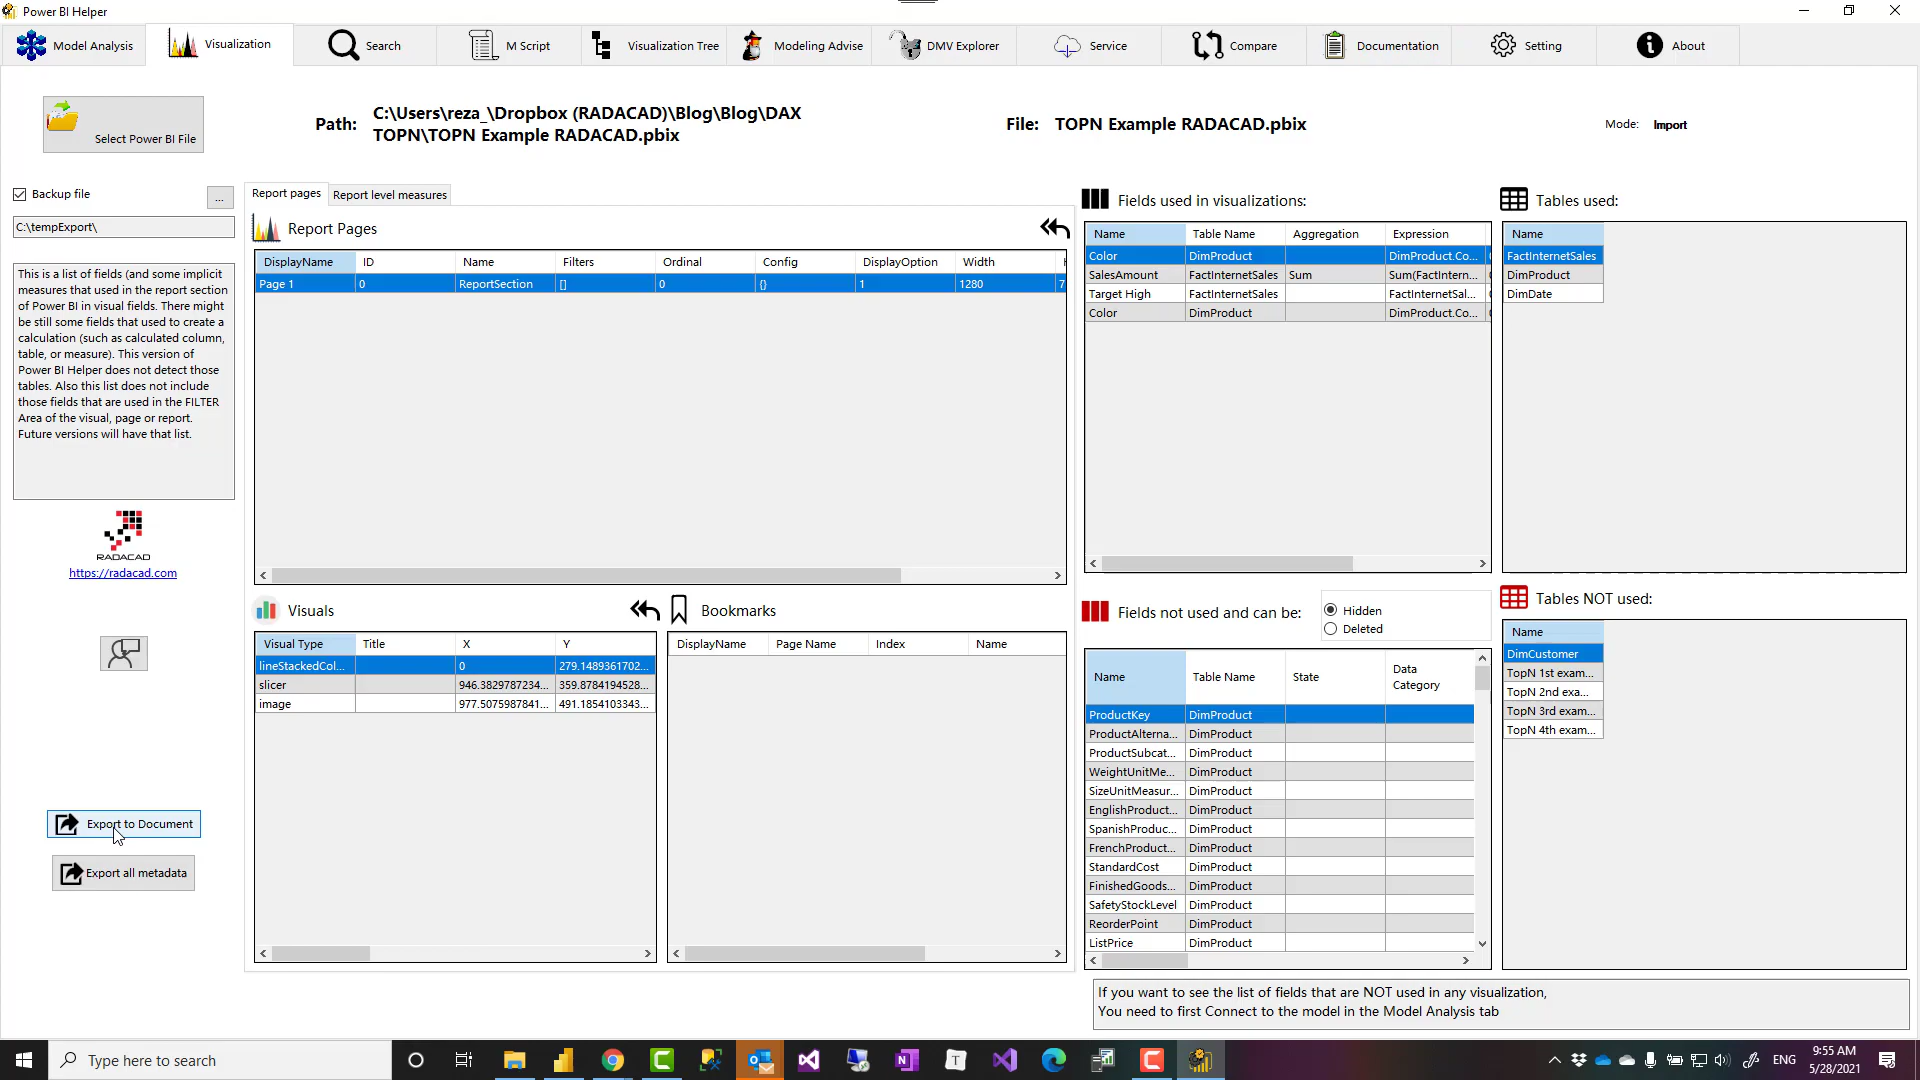 Power BI Helper
Model Analysis
Visualization
Search
M Script
Visualization Tree
Modeling Advise
DMV Explorer
Service
Compare
Documentation
Setting
About
Select Power BI File
Path:
C:\Users\reza_\Dropbox (RADACAD)\Blog\Blog\DAX
TOPN\TOPN Example RADACAD.pbix
File: TOPN Example RADACAD.pbix
Mode: Import
Backup file
...
C:\tempExport\
This is a list of fields (and some implicit
measures that used in the report section
of Power BI in visual fields. There might
be still some fields that used to create a
calculation (such as calculated column,
table, or measure). This version of
Power BI Helper does not detect those
tables. Also this list does not include
those fields that are used in the FILTER
Area of the visual, page or report.
Future versions will have that list.
RADACAD
https://radacad.com
Export to Document
Export all metadata
Report pages
Report level measures
Report Pages
DisplayName ID Name Filters Ordinal Config DisplayOption Width
Page 1 0 ReportSection [] 0 {} 1 1280 7
Visuals
Visual Type Title X Y
lineStackedCol... 0 279.1489361702...
slicer 946.3829787234... 359.8784194528...
image 977.5075987841... 491.1854103343...
Bookmarks
DisplayName Page Name Index Name
Fields used in visualizations:
Name Table Name Aggregation Expression
Color DimProduct DimProduct.Co...
SalesAmount FactInternetSales Sum Sum(FactIntern...
Target High FactInternetSales FactInternetSal...
Color DimProduct DimProduct.Co...
Tables used:
Name
FactInternetSales
DimProduct
DimDate
Fields not used and can be:
Hidden
Deleted
Name Table Name State Data
Category
ProductKey DimProduct
ProductAlterna... DimProduct
ProductSubcat... DimProduct
WeightUnitMe... DimProduct
SizeUnitMeasur... DimProduct
EnglishProduct... DimProduct
SpanishProduc... DimProduct
FrenchProduct... DimProduct
StandardCost DimProduct
FinishedGoods... DimProduct
SafetyStockLevel DimProduct
ReorderPoint DimProduct
ListPrice DimProduct
Tables NOT used:
Name
DimCustomer
TopN 1st exam...
TopN 2nd exa...
TopN 3rd exam...
TopN 4th exam...
If you want to see the list of fields that are NOT used in any visualization,
You need to first Connect to the model in the Model Analysis tab
Type here to search
ENG
9:55 AM
5/28/2021